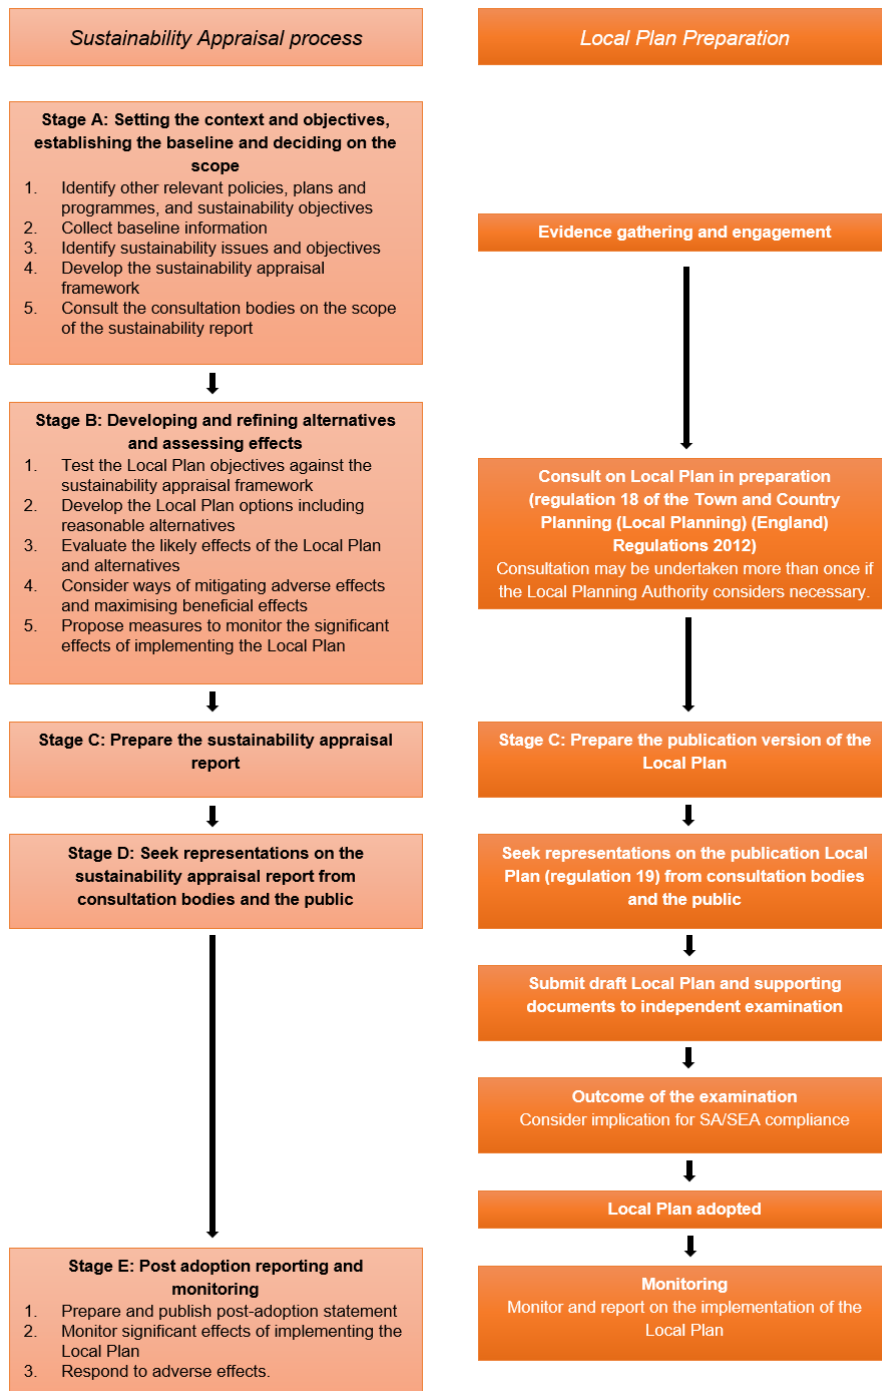 Sustainability Appraisal process
Stage A: Setting the context and objectives,
establishing the baseline and deciding on the
scope
1. Identify other relevant policies, plans and
programmes, and sustainability objectives
2. Collect baseline information
3. Identify sustainability issues and objectives
4. Develop the sustainability appraisal
framework
5. Consult the consultation bodies on the scope
of the sustainability report
Stage B: Developing and refining alternatives
and assessing effects
1. Test the Local Plan objectives against the
sustainability appraisal framework
2. Develop the Local Plan options including
reasonable alternatives
3. Evaluate the likely effects of the Local Plan
and alternatives
4. Consider ways of mitigating adverse effects
and maximising beneficial effects
5. Propose measures to monitor the significant
effects of implementing the Local Plan
Stage C: Prepare the sustainability appraisal
report
Stage D: Seek representations on the
sustainability appraisal report from
consultation bodies and the public
Stage E: Post adoption reporting and
monitoring
1. Prepare and publish post-adoption statement
2. Monitor significant effects of implementing the
Local Plan
3. Respond to adverse effects.
Local Plan Preparation
Evidence gathering and engagement
Consult on Local Plan in preparation
(regulation 18 of the Town and Country
Planning (Local Planning) (England)
Regulations 2012)
Consultation may be undertaken more than once if
the Local Planning Authority considers necessary.
Stage C: Prepare the publication version of the
Local Plan
Seek representations on the publication Local
Plan (regulation 19) from consultation bodies
and the public
Submit draft Local Plan and supporting
documents to independent examination
Outcome of the examination
Consider implication for SA/SEA compliance
Local Plan adopted
Monitoring
Monitor and report on the implementation of the
Local Plan